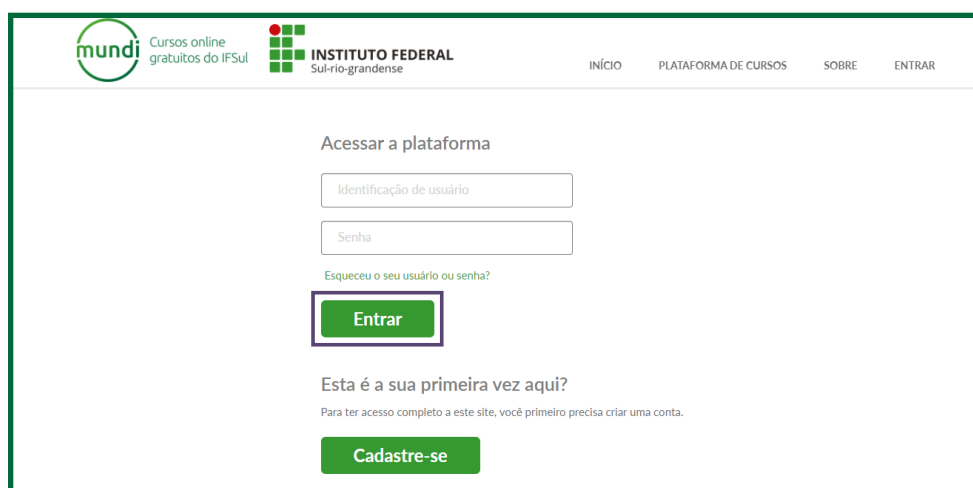 mundi
Cursos online
gratuitos do IFSul
INSTITUTO FEDERAL
Sul-rio-grandense
INÍCIO PLATAFORMA DE CURSOS SOBRE ENTRAR
Acessar a plataforma
Identificação de usuário
Senha
Esqueceu o seu usuário ou senha?
Entrar
Esta é a sua primeira vez aqui?
Para ter acesso completo a este site, você primeiro precisa criar uma conta.
Cadastre-se